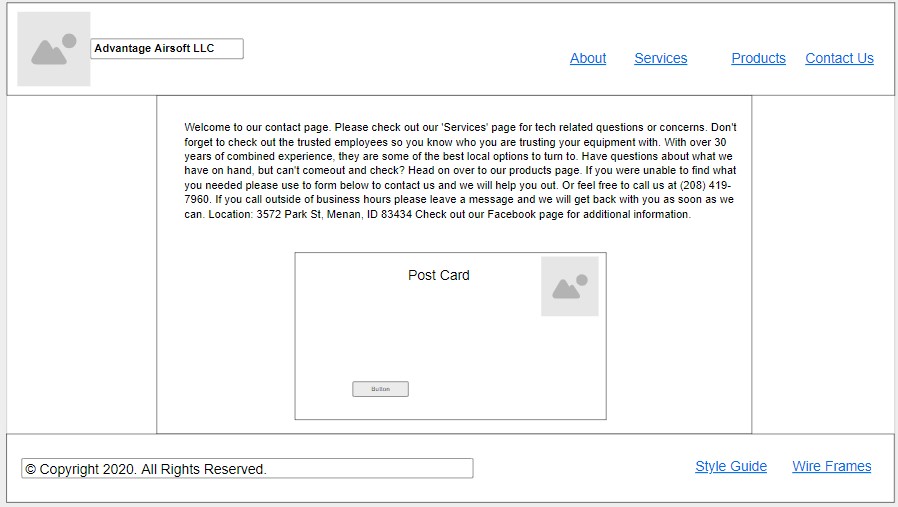 Advantage Airsoft LLC
About
Services
Products
Contact Us
Welcome to our contact page. Please check out our 'Services' page for tech related questions or concerns. Don't
forget to check out the trusted employees so you know who you are trusting your equipment with. With over 30
years of combined experience, they are some of the best local options to turn to. Have questions about what we
have on hand, but can't comeout and check? Head on over to our products page. If you were unable to find what
you needed please use to form below to contact us and we will help you out. Or feel free to call us at (208) 419-
7960. If you call outside of business hours please leave a message and we will get back with you as soon as we
can. Location: 3572 Park St, Menan, ID 83434 Check out our Facebook page for additional information.
Post Card
Button
© Copyright 2020. All Rights Reserved.
Style Guide
Wire Frames